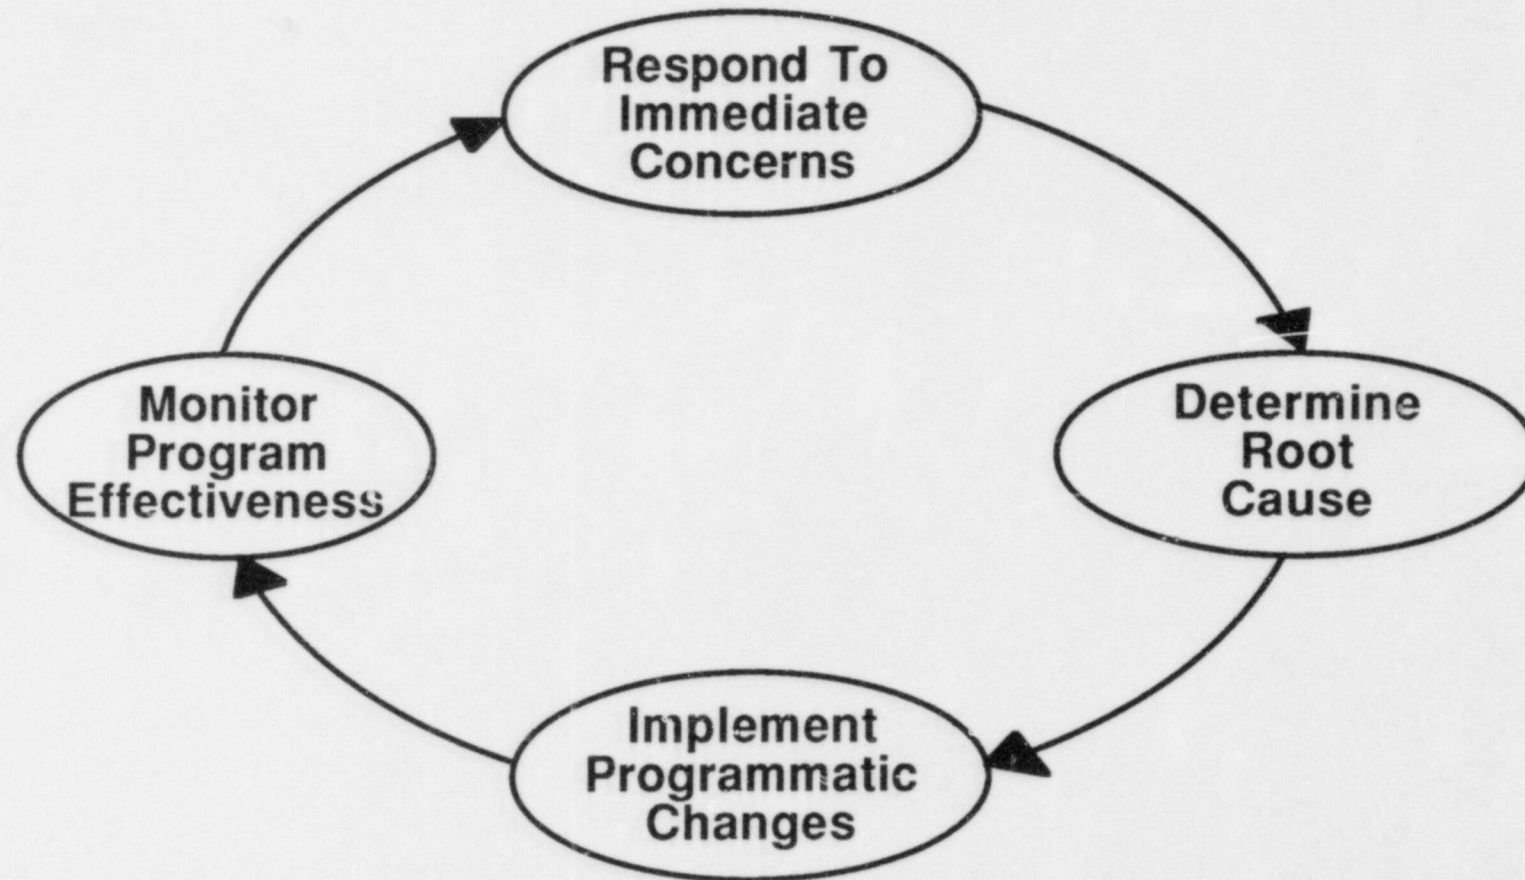 Respond To
Immediate
Concerns
Determine
Root
Cause
Implement
Programmatic
Changes
Monitor
Program
Effectiveness